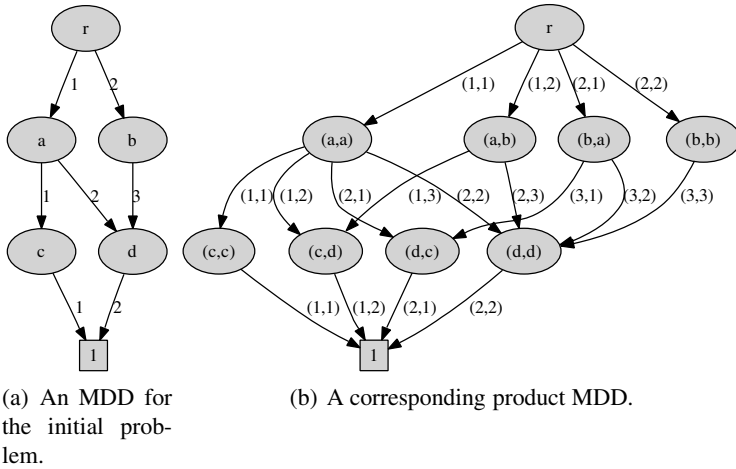 r r
1 2 (1,1) (1,2) (2,1) (2,2)
a b (a,a) (a,b) (b,a) (b,b)
1 2 3 (1,1) (1,2) (2,1) (1,3) (2,2) (2,3) (3,1) (3,2) (3,3)
c d (c,c) (c,d) (d,c) (d,d)
1 2 (1,1) (1,2) (2,1) (2,2)
1 1
(a) An MDD for
the initial prob-
lem.
(b) A corresponding product MDD.